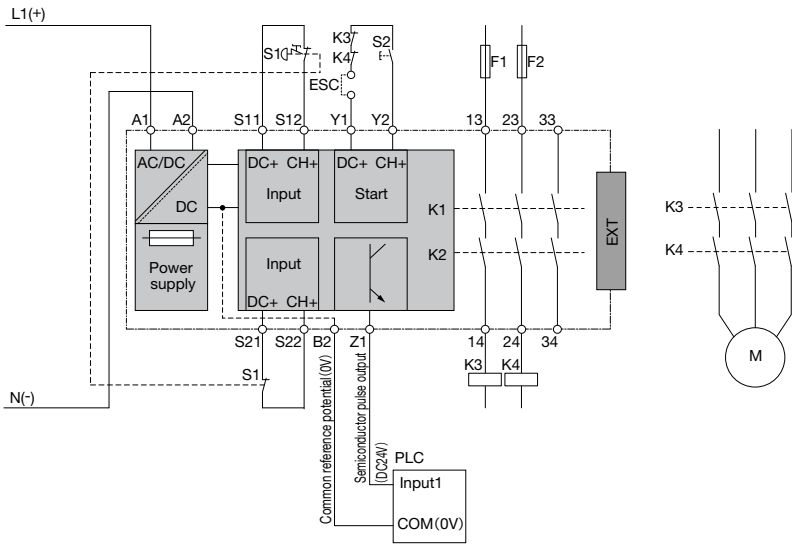 L1(+)
K3
S2
S1
K4
F1
F2
ESC
A1
A2
S11
S12
Y1
Y2
13
23
33
AC/DC
DC+
CH+
DC+
CH+
DC
Input
Start
K1
K3
EXT
K2
K4
Input
Power
supply
DC+
CH+
S21
S22
B2
Z1
14
24
34
M
K3
K4
S1
N(-)
Common reference potential(0V)
Semiconductor pulse output
(DC24V)
PLC
Input1
COM(0V)